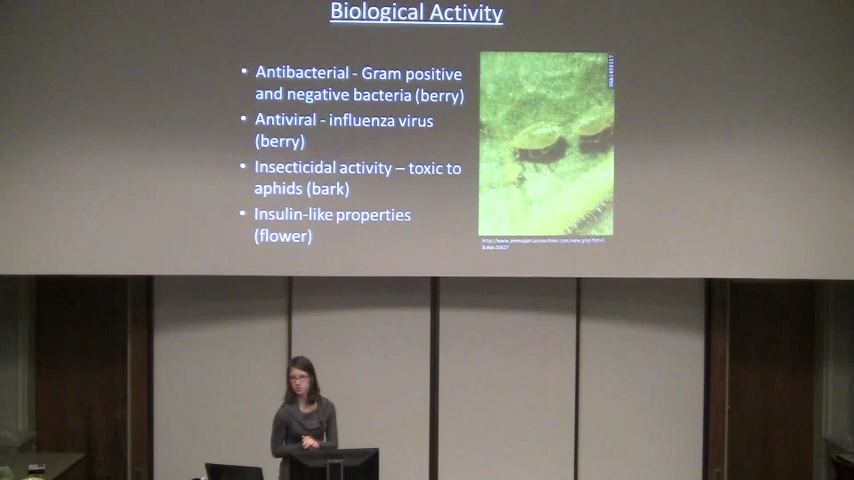 Biological Activity
• Antibacterial - Gram positive
and negative bacteria (berry)
• Antiviral - influenza virus
(berry)
• Insecticidal activity – toxic to
aphids (bark)
• Insulin-like properties
(flower)